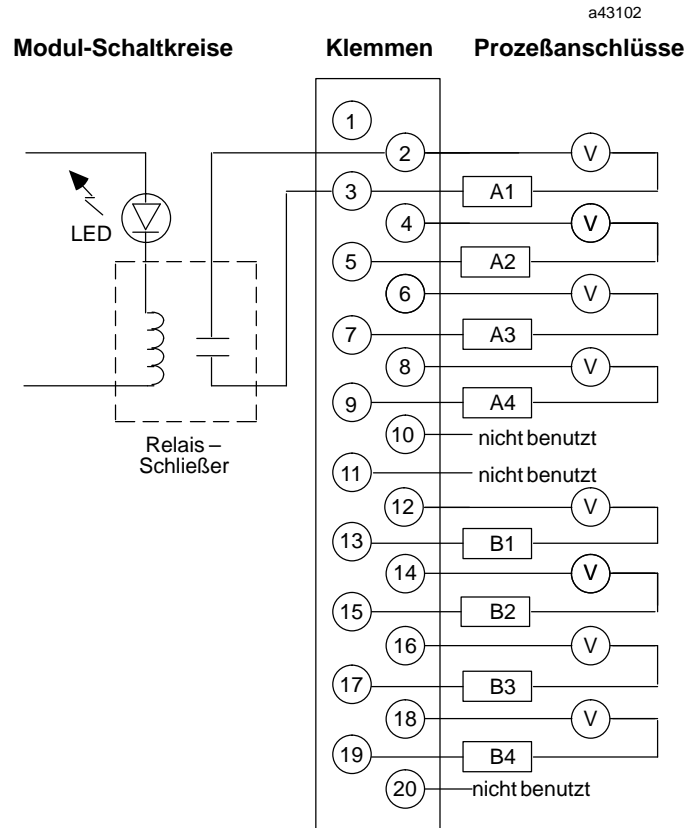 a43102
Modul-Schaltkreise Klemmen Prozeßanschlüsse
1
2 V
3 A1
4 V
LED
5 A2
6 V
7 A3
8 V
9 A4
10 nicht benutzt
Relais –
Schließer
11 nicht benutzt
12 V
13 B1
14 V
15 B2
16 V
17 B3
18 V
19 B4
20 nicht benutzt